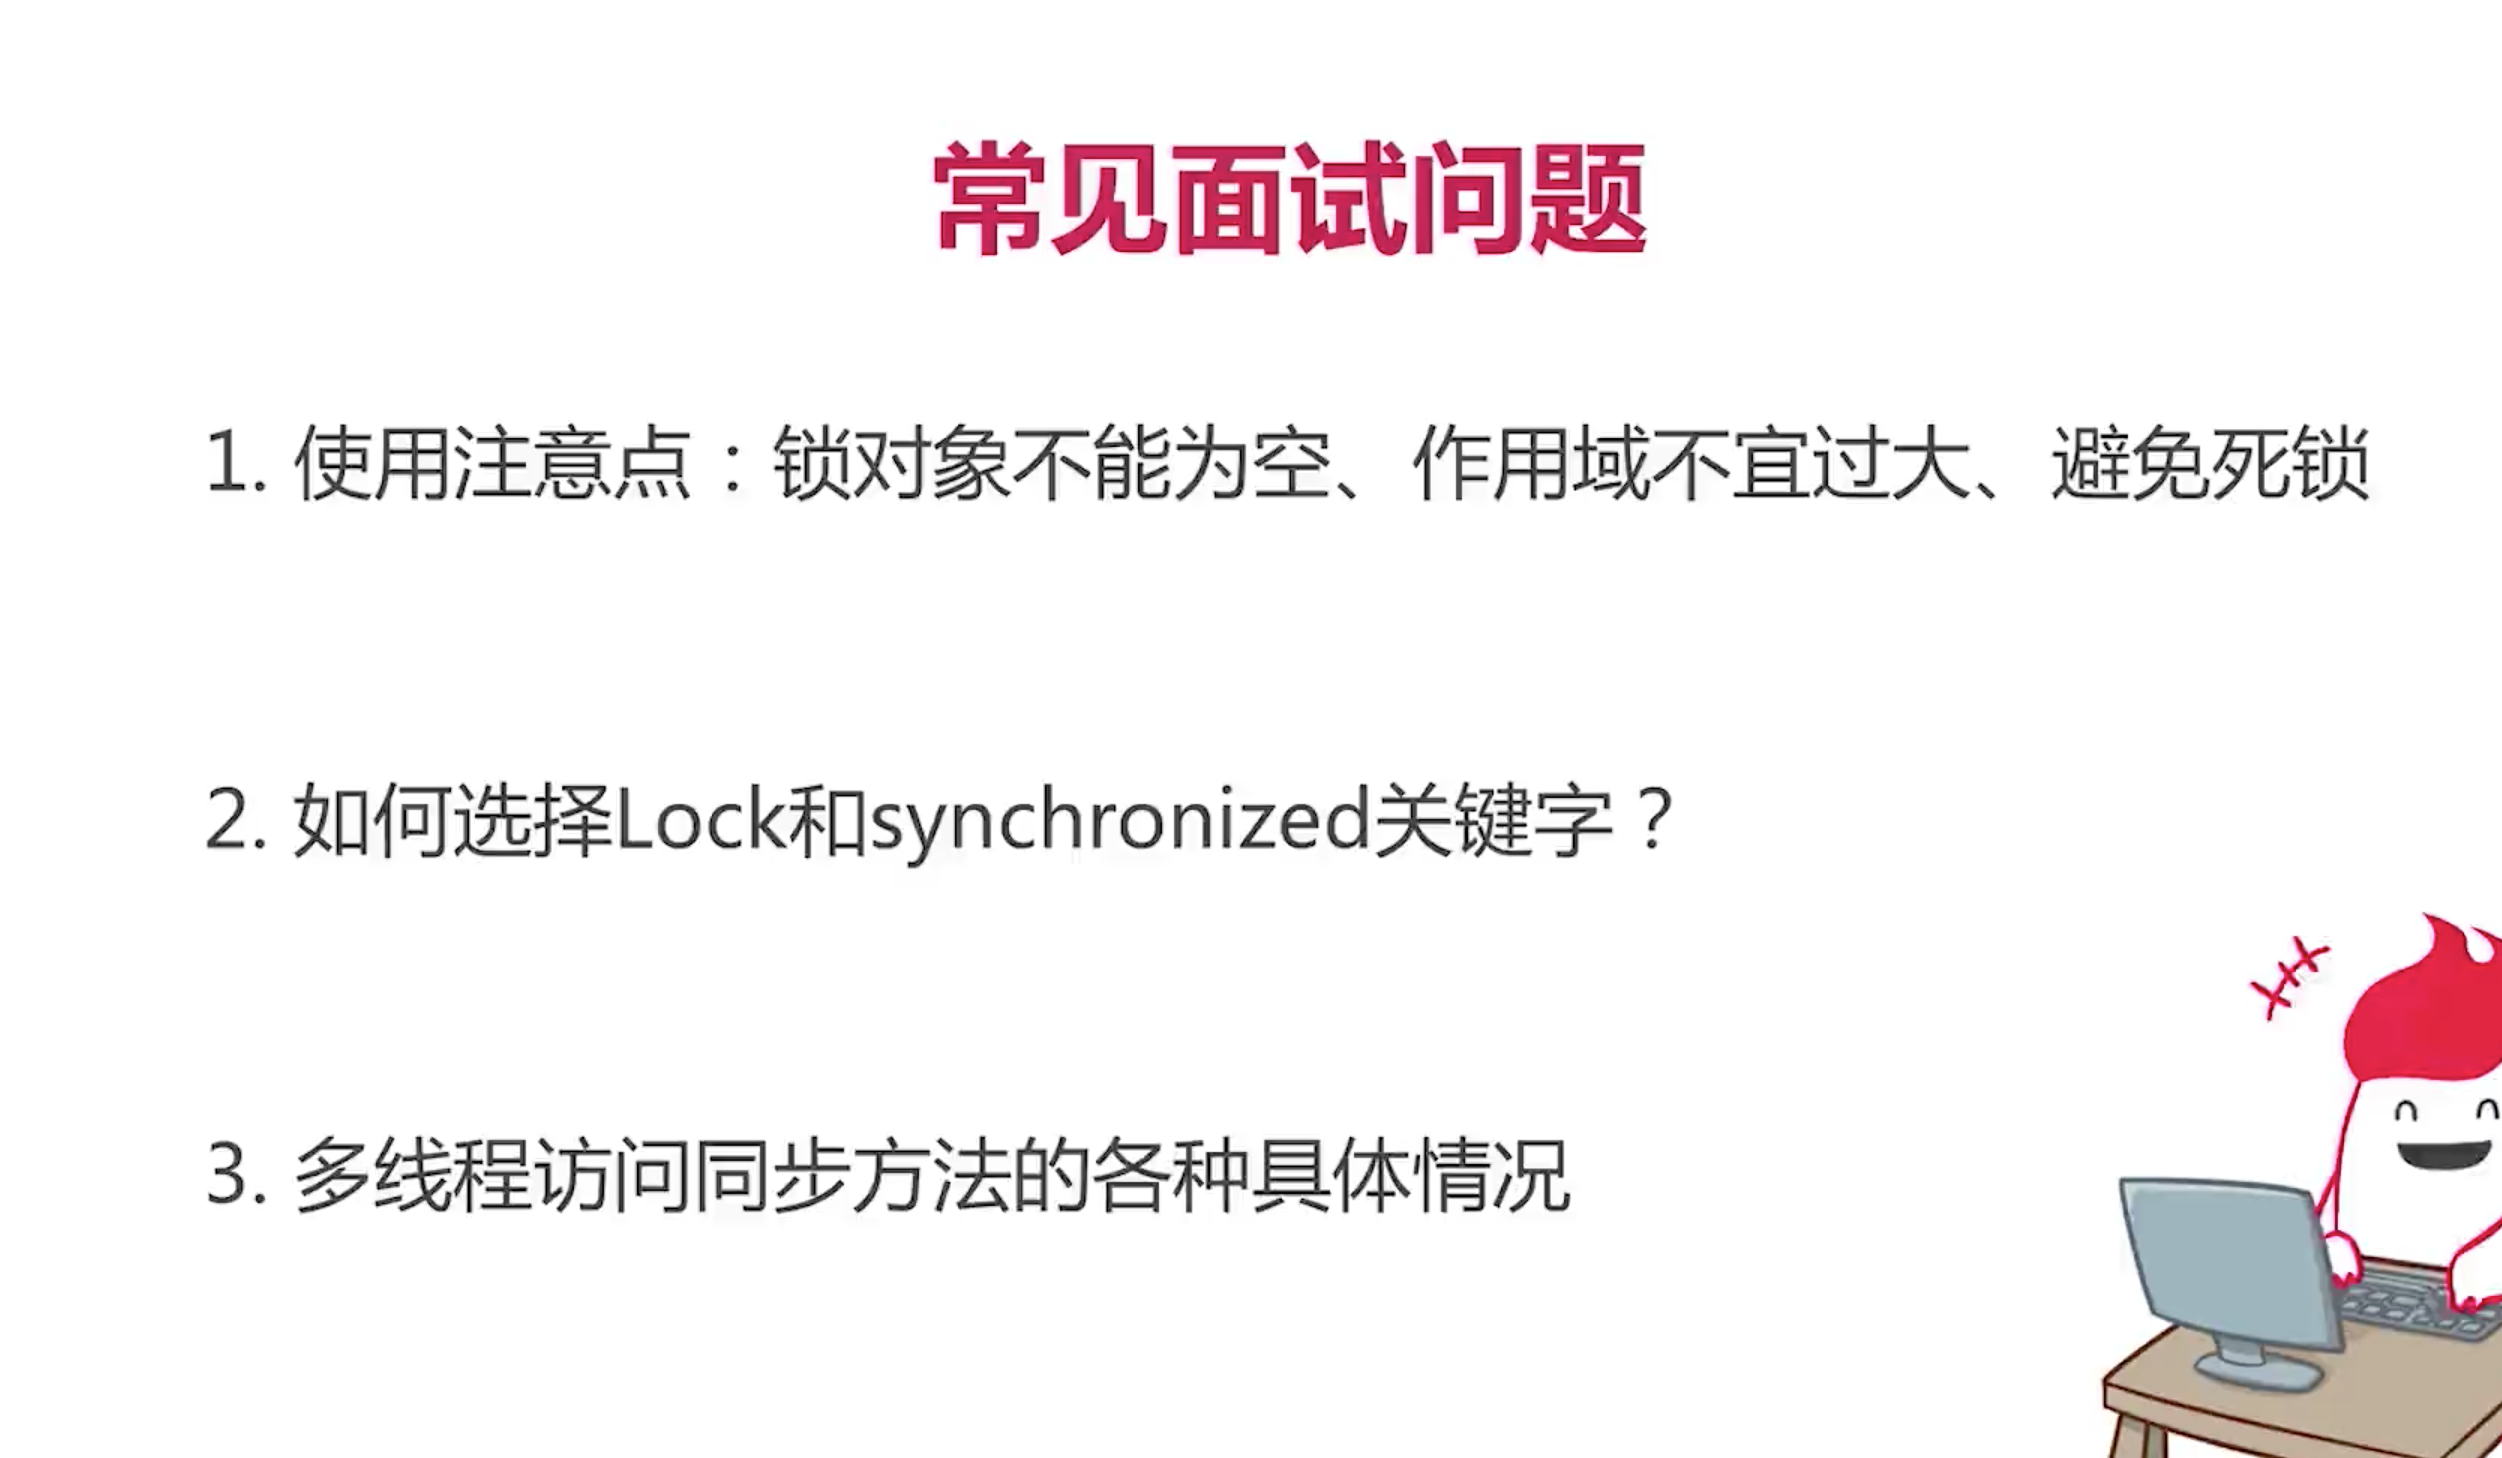 常见面试问题
1. 使用注意点：锁对象不能为空、作用域不宜过大、避免死锁
2. 如何选择Lock和synchronized关键字？
3. 多线程访问同步方法的各种具体情况